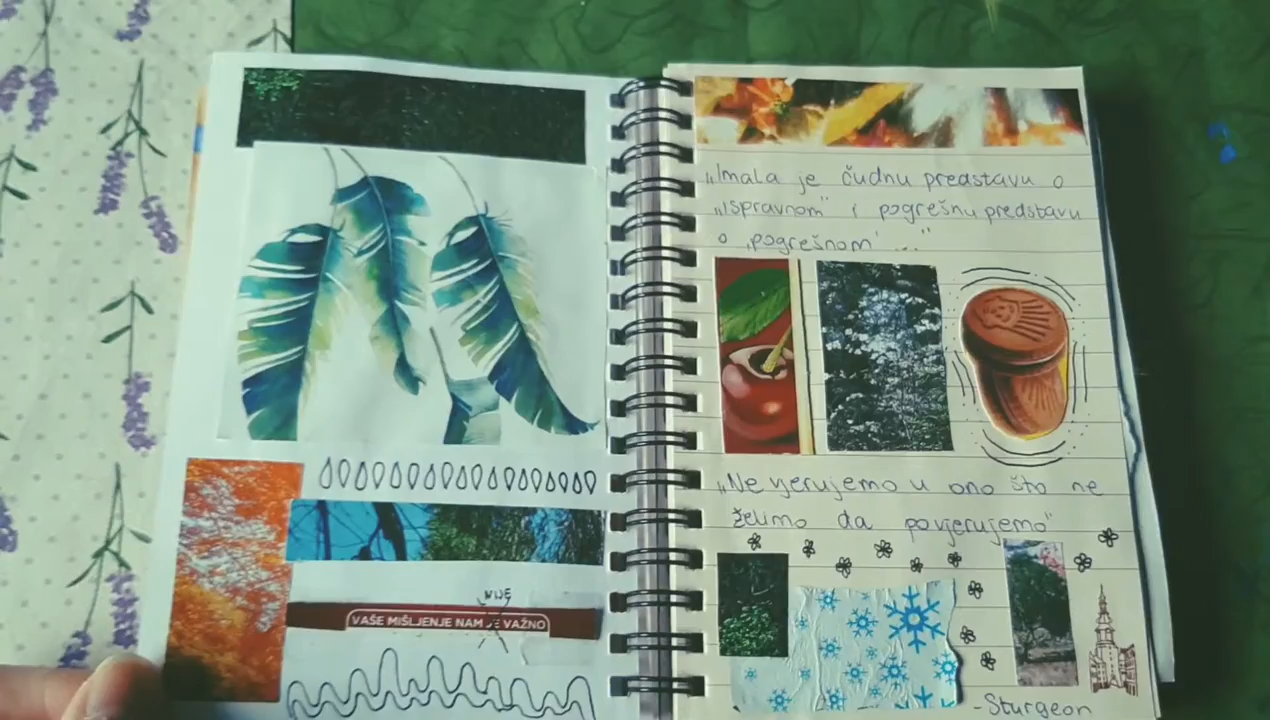 NIJE
VAŠE MIŠLJENJE NAM JE VAŽNO
„Imala je čudnu predstavu o
„ispravnom" i pogrešnu predstavu
o ‚pogrešnom' ..."
„Ne vjerujemo u ono što ne
želimo da povjerujemo"
-Sturgeon